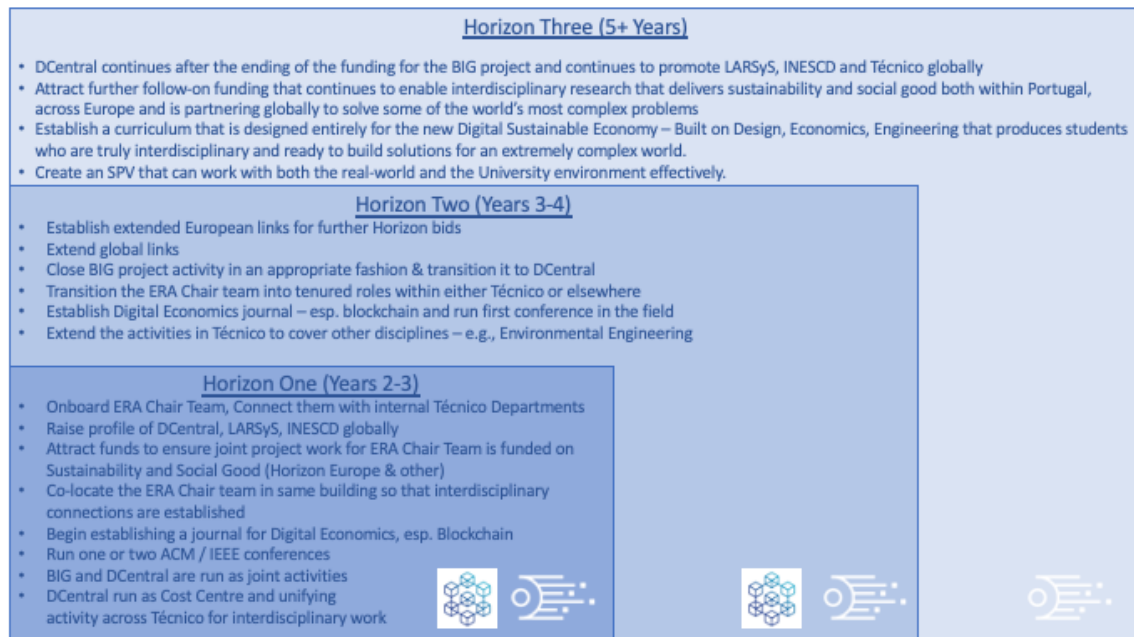 Horizon Three (5+ Years)
• DCentral continues after the ending of the funding for the BIG project and continues to promote LARSyS, INESCD and Técnico globally
• Attract further follow-on funding that continues to enable interdisciplinary research that delivers sustainability and social good both within Portugal,
across Europe and is partnering globally to solve some of the world's most complex problems
• Establish a curriculum that is designed entirely for the new Digital Sustainable Economy – Built on Design, Economics, Engineering that produces students
who are truly interdisciplinary and ready to build solutions for an extremely complex world.
• Create an SPV that can work with both the real-world and the University environment effectively.
Horizon Two (Years 3-4)
• Establish extended European links for further Horizon bids
• Extend global links
• Close BIG project activity in an appropriate fashion & transition it to DCentral
• Transition the ERA Chair team into tenured roles within either Técnico or elsewhere
• Establish Digital Economics journal – esp. blockchain and run first conference in the field
• Extend the activities in Técnico to cover other disciplines – e.g., Environmental Engineering
Horizon One (Years 2-3)
• Onboard ERA Chair Team, Connect them with internal Técnico Departments
• Raise profile of DCentral, LARSyS, INESCD globally
• Attract funds to ensure joint project work for ERA Chair Team is funded on
Sustainability and Social Good (Horizon Europe & other)
• Co-locate the ERA Chair team in same building so that interdisciplinary
connections are established
• Begin establishing a journal for Digital Economics, esp. Blockchain
• Run one or two ACM / IEEE conferences
• BIG and DCentral are run as joint activities
• DCentral run as Cost Centre and unifying
activity across Técnico for interdisciplinary work